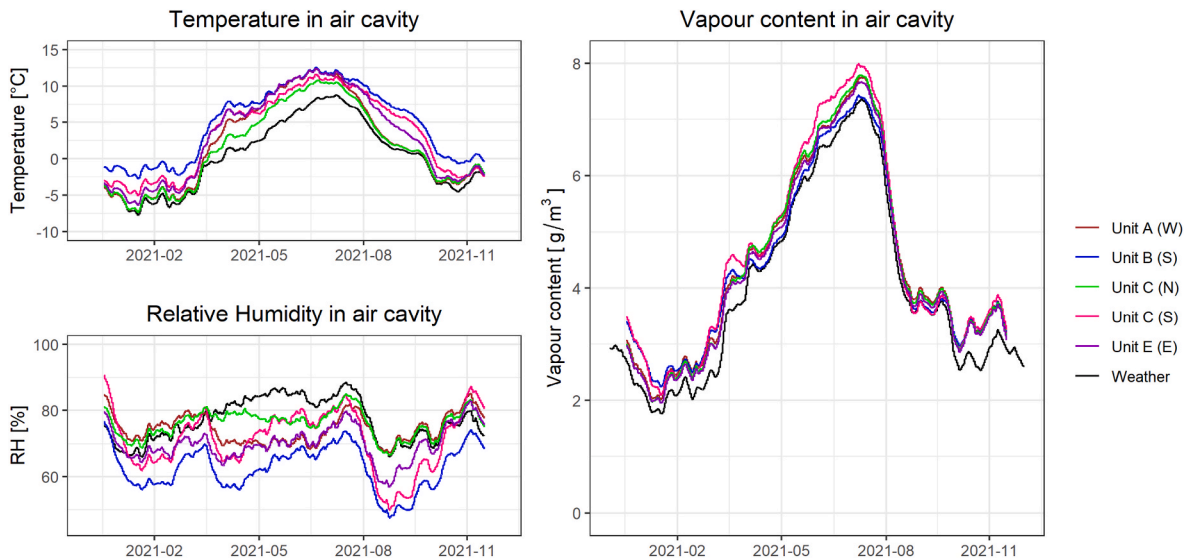 Temperature in air cavity
Temperature [°C]
15
10
5
0
-5
-10
2021-02 2021-05 2021-08 2021-11
Relative Humidity in air cavity
RH [%]
100
80
60
2021-02 2021-05 2021-08 2021-11
Vapour content in air cavity
Vapour content [ g/m³ ]
8
6
4
2
0
2021-02 2021-05 2021-08 2021-11
Unit A (W)
Unit B (S)
Unit C (N)
Unit C (S)
Unit E (E)
Weather